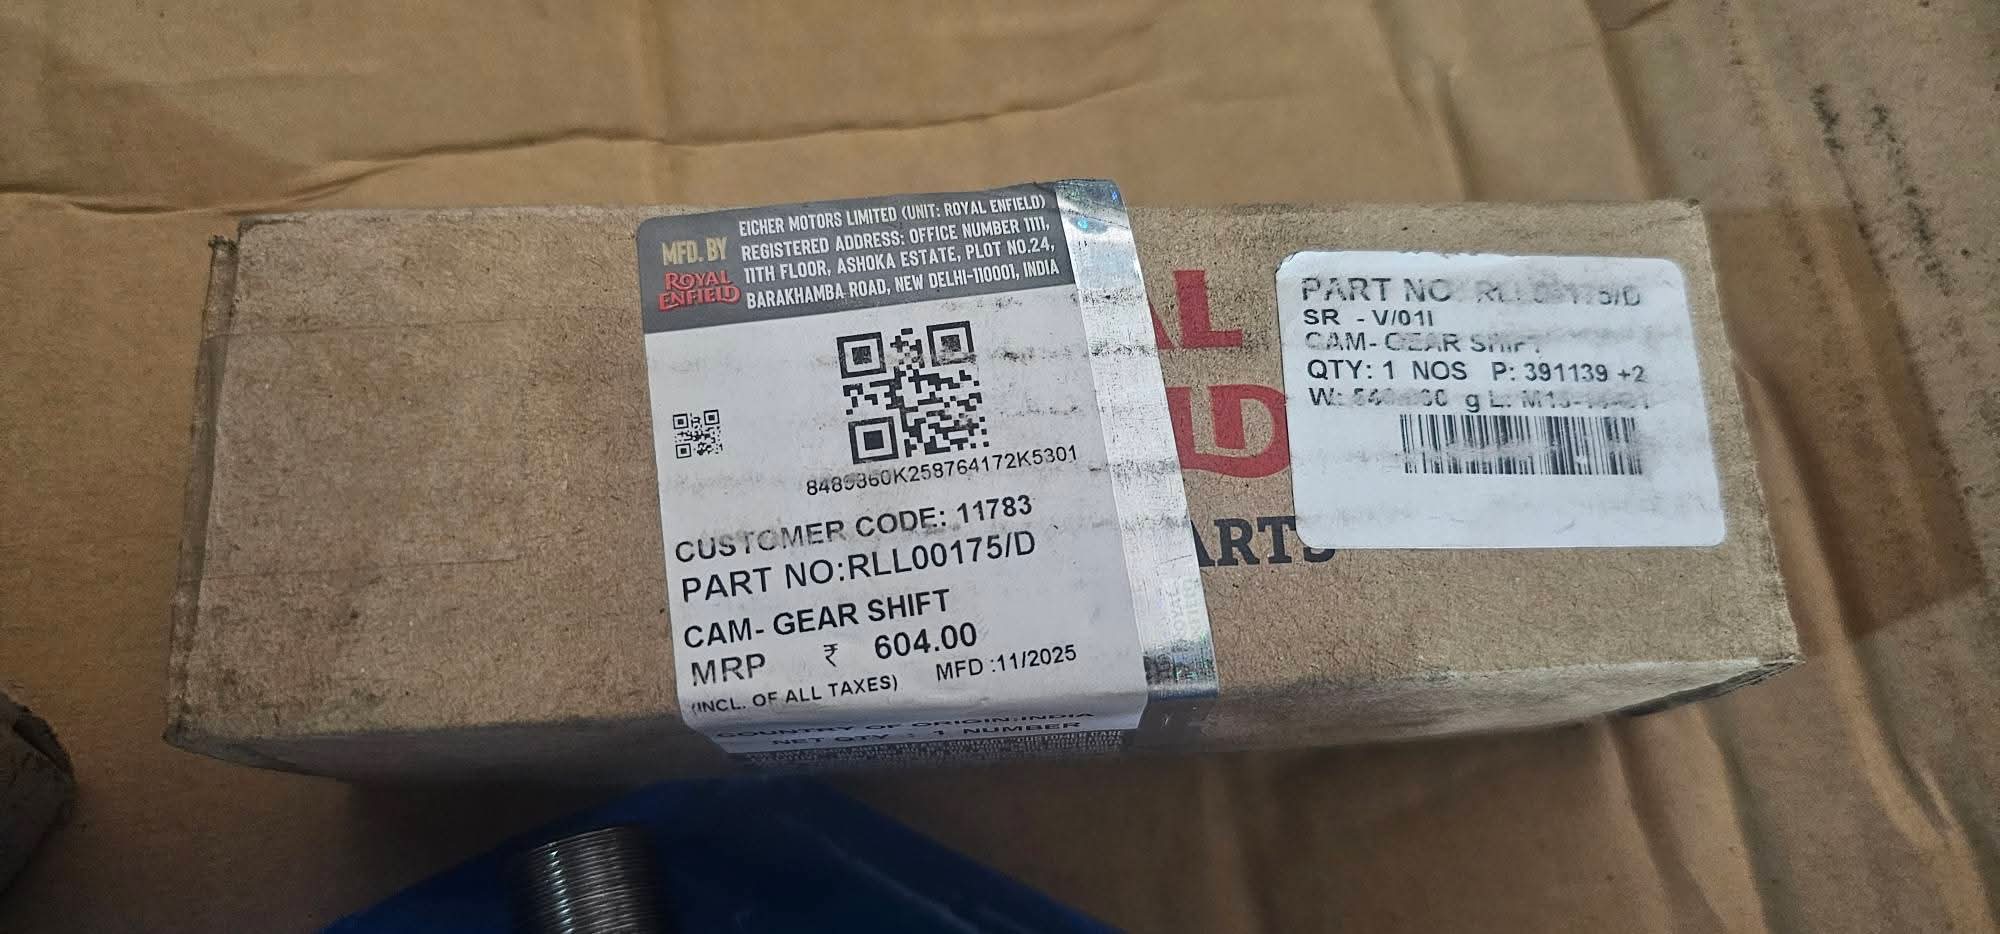 EICHER MOTORS LIMITED (UNIT: ROYAL ENFIELD)
MFD. BY REGISTERED ADDRESS: OFFICE NUMBER 1111,
ROYAL ENFIELD 11TH FLOOR, ASHOKA ESTATE, PLOT NO.24,
BARAKHAMBA ROAD, NEW DELHI-110001, INDIA
CUSTOMER CODE: 11783
PART NO:RLL00175/D
CAM- GEAR SHIFT
MRP ₹ 604.00
(INCL. OF ALL TAXES) MFD :11/2025
COUNTRY OF ORIGIN:INDIA
NET QTY : 1 NUMBER
AL
LD
ARTS
PART NO RLL00175/D
SR - V/01I
CAM- GEAR SHIFT
QTY: 1 NOS P: 391139 +2
W: g L: